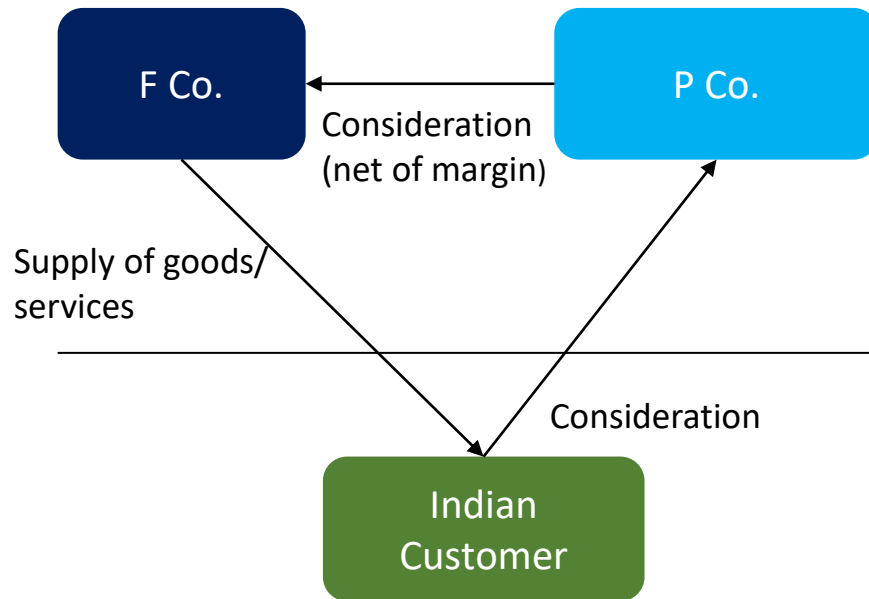 F Co.
P Co.
Consideration
(net of margin)
Supply of goods/
services
Consideration
Indian
Customer